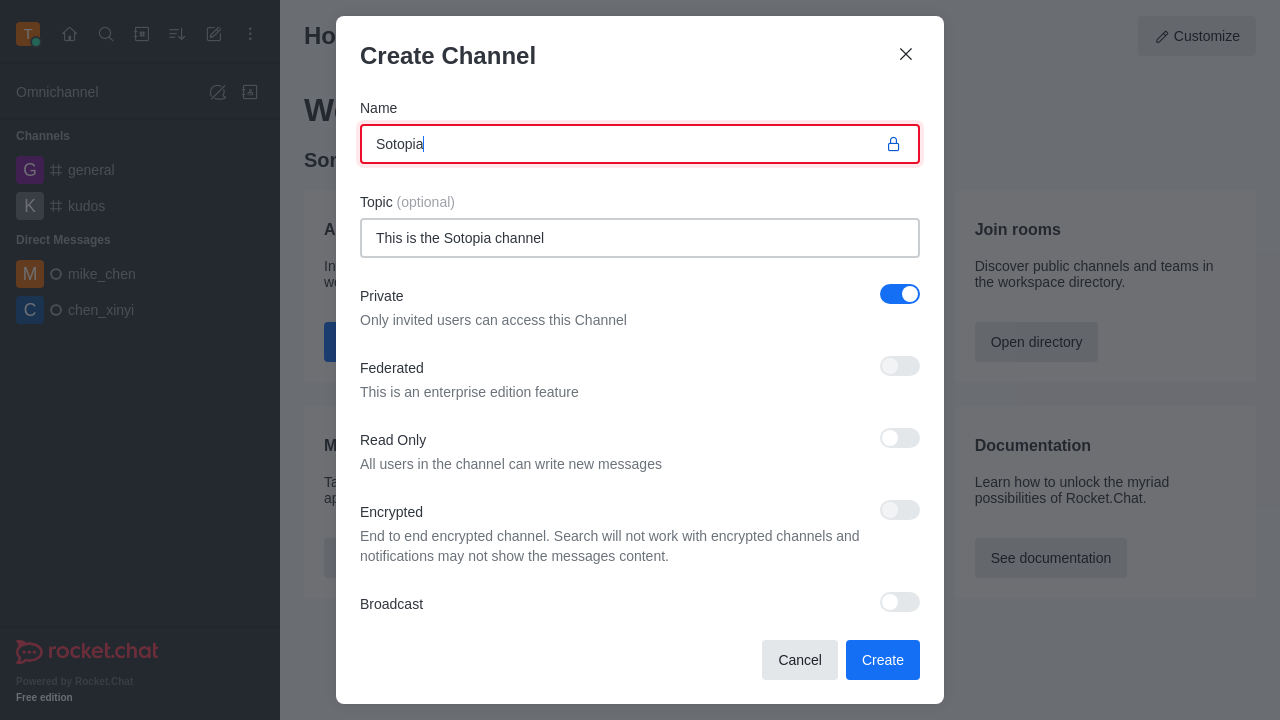 T
Ho
Customize
Omnichannel
Create Channel
We
Channels
Name
G
general
Sotopia
Som
K
kudos
Topic (optional)
This is the Sotopia channel
Direct Messages
M
mike_chen
C
chen_xinyi
Private
Only invited users can access this Channel
Join rooms
Discover public channels and teams in
the workspace directory.
Open directory
Federated
This is an enterprise edition feature
Read Only
All users in the channel can write new messages
Documentation
Learn how to unlock the myriad
possibilities of Rocket.Chat.
See documentation
Encrypted
End to end encrypted channel. Search will not work with encrypted channels and
notifications may not show the messages content.
Broadcast
Cancel
Create
rocket.chat
Powered by Rocket.Chat
Free edition